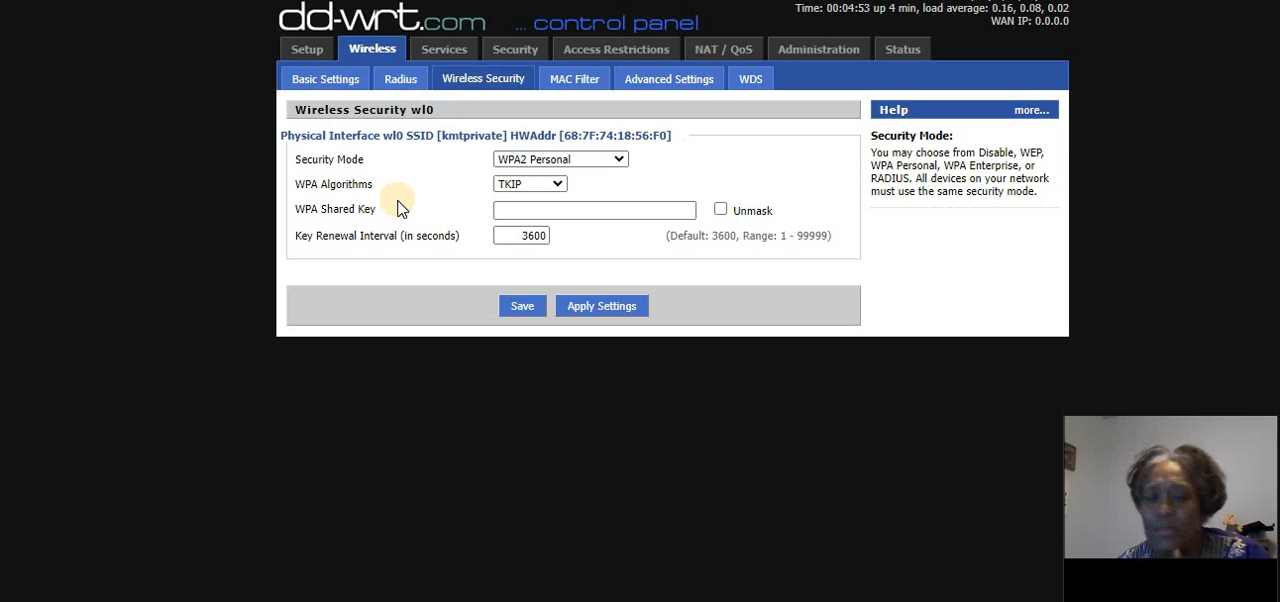 dd-wrt.com ... control panel
Time: 00:04:53 up 4 min, load average: 0.16, 0.08, 0.02
WAN IP: 0.0.0.0
Setup Wireless Services Security Access Restrictions NAT / QoS Administration Status
Basic Settings Radius Wireless Security MAC Filter Advanced Settings WDS
Wireless Security wl0
Physical Interface wl0 SSID [kmtprivate] HWAddr [68:7F:74:18:56:F0]
Security Mode WPA2 Personal
WPA Algorithms TKIP
WPA Shared Key Unmask
Key Renewal Interval (in seconds) 3600 (Default: 3600, Range: 1 - 99999)
Save Apply Settings
Help more...
Security Mode:
You may choose from Disable, WEP,
WPA Personal, WPA Enterprise, or
RADIUS. All devices on your network
must use the same security mode.